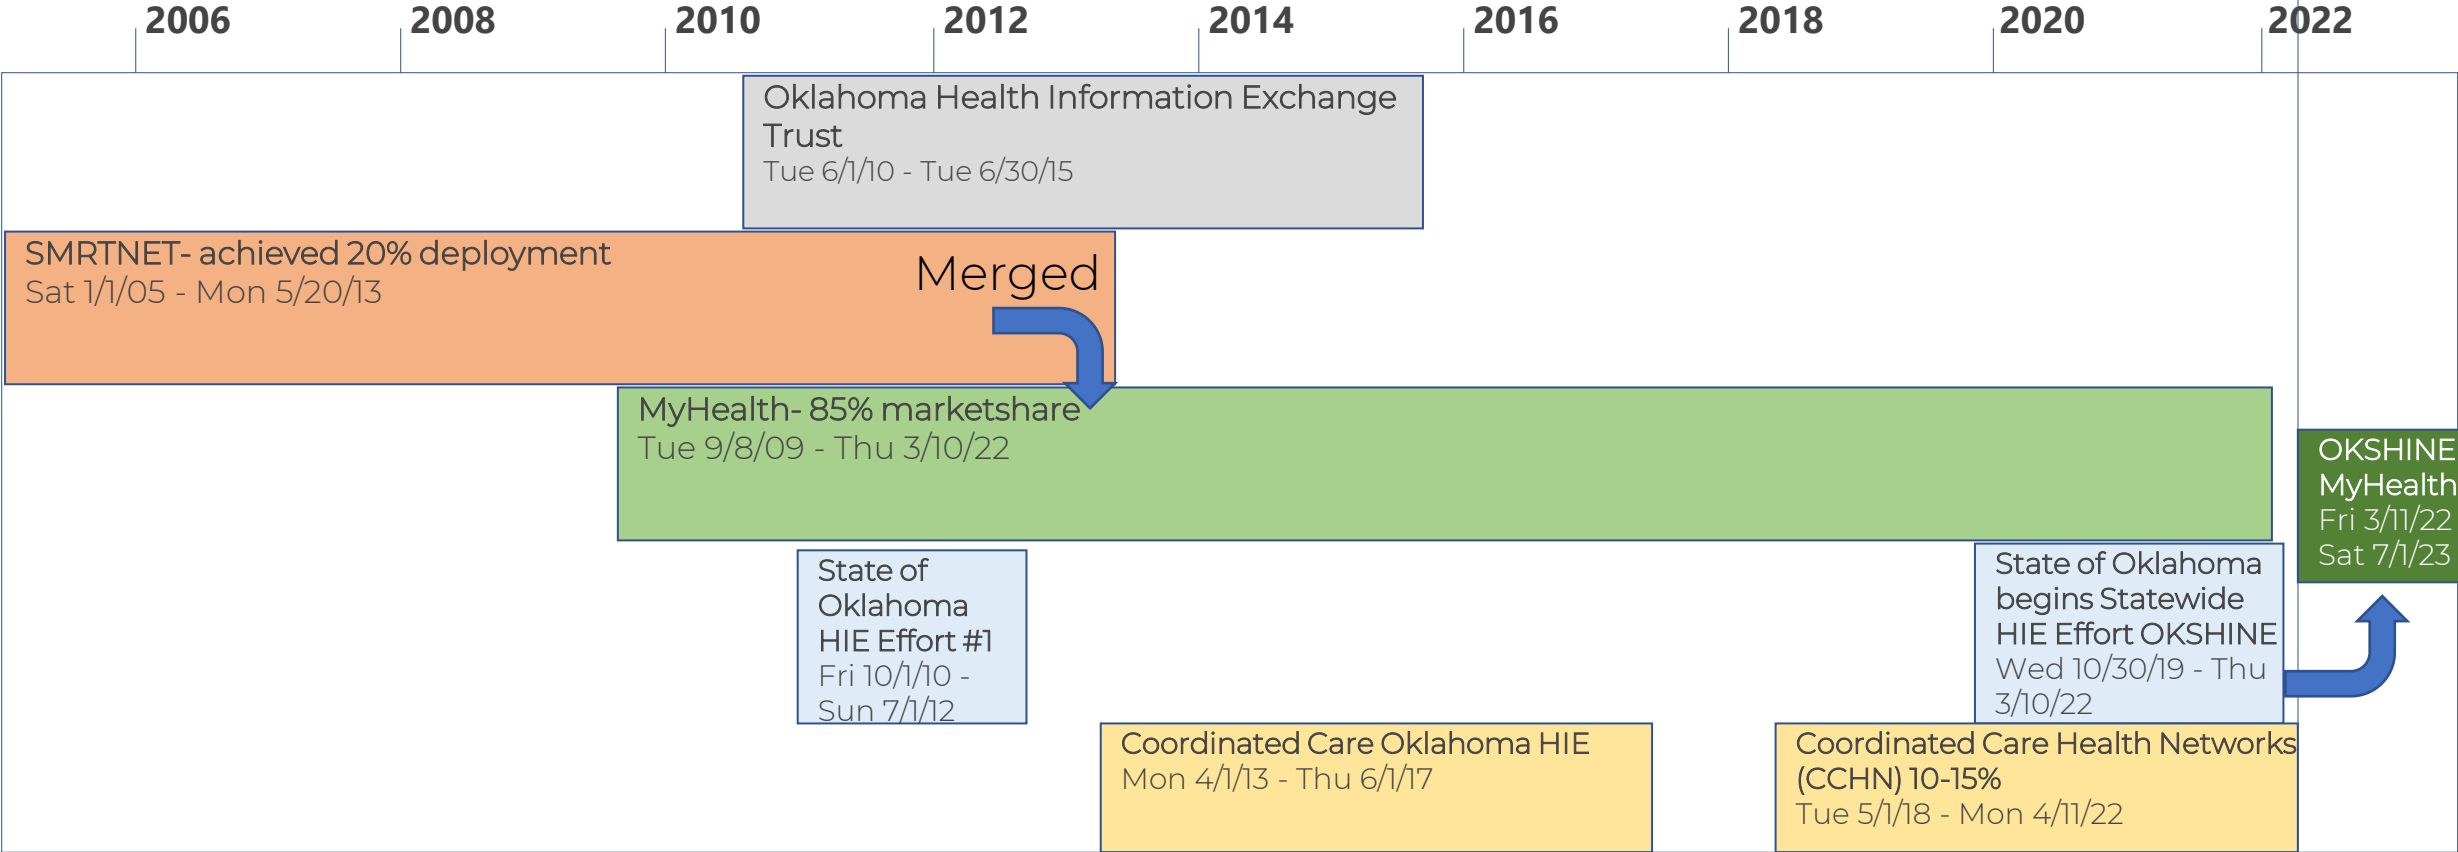 2006 2008 2010 2012 2014 2016 2018 2020 2022
Oklahoma Health Information Exchange
Trust
Tue 6/1/10 - Tue 6/30/15
SMRTNET- achieved 20% deployment
Sat 1/1/05 - Mon 5/20/13
Merged
MyHealth- 85% marketshare
Tue 9/8/09 - Thu 3/10/22
OKSHINE
MyHealth
Fri 3/11/22
Sat 7/1/23
State of
Oklahoma
HIE Effort #1
Fri 10/1/10 -
Sun 7/1/12
State of Oklahoma
begins Statewide
HIE Effort OKSHINE
Wed 10/30/19 - Thu
3/10/22
Coordinated Care Oklahoma HIE
Mon 4/1/13 - Thu 6/1/17
Coordinated Care Health Networks
(CCHN) 10-15%
Tue 5/1/18 - Mon 4/11/22